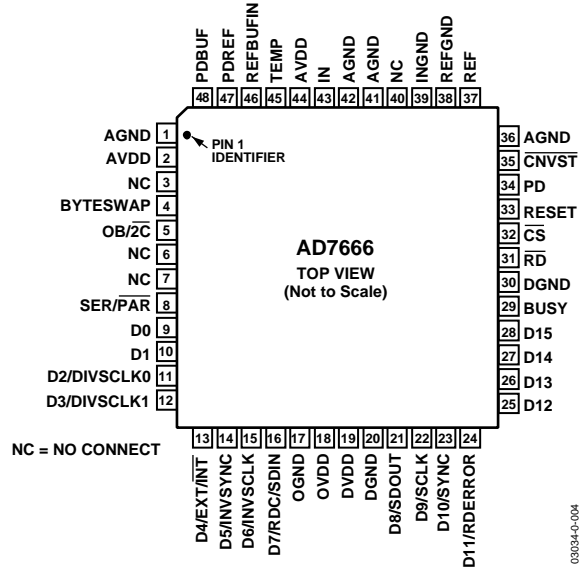 48 PDBUF
47 PDREF
46 REFBUFIN
45 TEMP
44 AVDD
43 IN
42 AGND
41 AGND
40 NC
39 INGND
38 REFGND
37 REF
AGND 1
AVDD 2
NC 3
BYTESWAP 4
OB/2C̅ 5
NC 6
NC 7
SER/P̅A̅R̅ 8
D0 9
D1 10
D2/DIVSCLK0 11
D3/DIVSCLK1 12
PIN 1
IDENTIFIER
AD7666
TOP VIEW
(Not to Scale)
36 AGND
35 C̅N̅V̅S̅T̅
34 PD
33 RESET
32 C̅S̅
31 R̅D̅
30 DGND
29 BUSY
28 D15
27 D14
26 D13
25 D12
NC = NO CONNECT
13 D4/EXT/I̅N̅T̅
14 D5/INVSYNC
15 D6/INVSCLK
16 D7/RDC/SDIN
17 OGND
18 OVDD
19 DVDD
20 DGND
21 D8/SDOUT
22 D9/SCLK
23 D10/SYNC
24 D11/RDERROR
03034-0-004